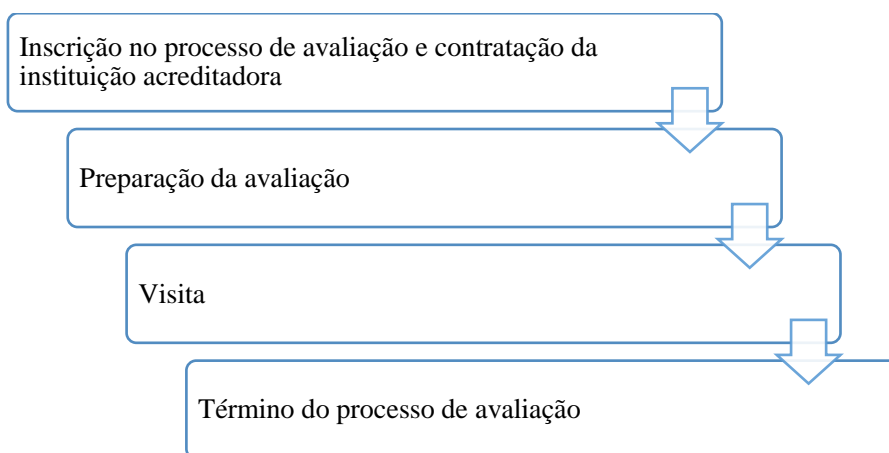 Inscrição no processo de avaliação e contratação da
instituição acreditadora
Preparação da avaliação
Visita
Término do processo de avaliação